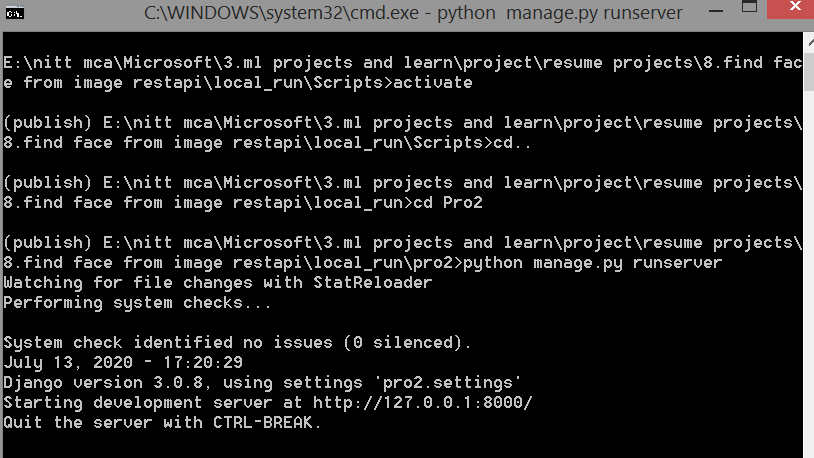 C:\WINDOWS\system32\cmd.exe - python  manage.py runserver
E:\nitt mca\Microsoft\3.ml projects and learn\project\resume projects\8.find fac
e from image restapi\local_run\Scripts>activate
(publish) E:\nitt mca\Microsoft\3.ml projects and learn\project\resume projects\
8.find face from image restapi\local_run\Scripts>cd..
(publish) E:\nitt mca\Microsoft\3.ml projects and learn\project\resume projects\
8.find face from image restapi\local_run>cd Pro2
(publish) E:\nitt mca\Microsoft\3.ml projects and learn\project\resume projects\
8.find face from image restapi\local_run\pro2>python manage.py runserver
Watching for file changes with StatReloader
Performing system checks...
System check identified no issues (0 silenced).
July 13, 2020 - 17:20:29
Django version 3.0.8, using settings 'pro2.settings'
Starting development server at http://127.0.0.1:8000/
Quit the server with CTRL-BREAK.